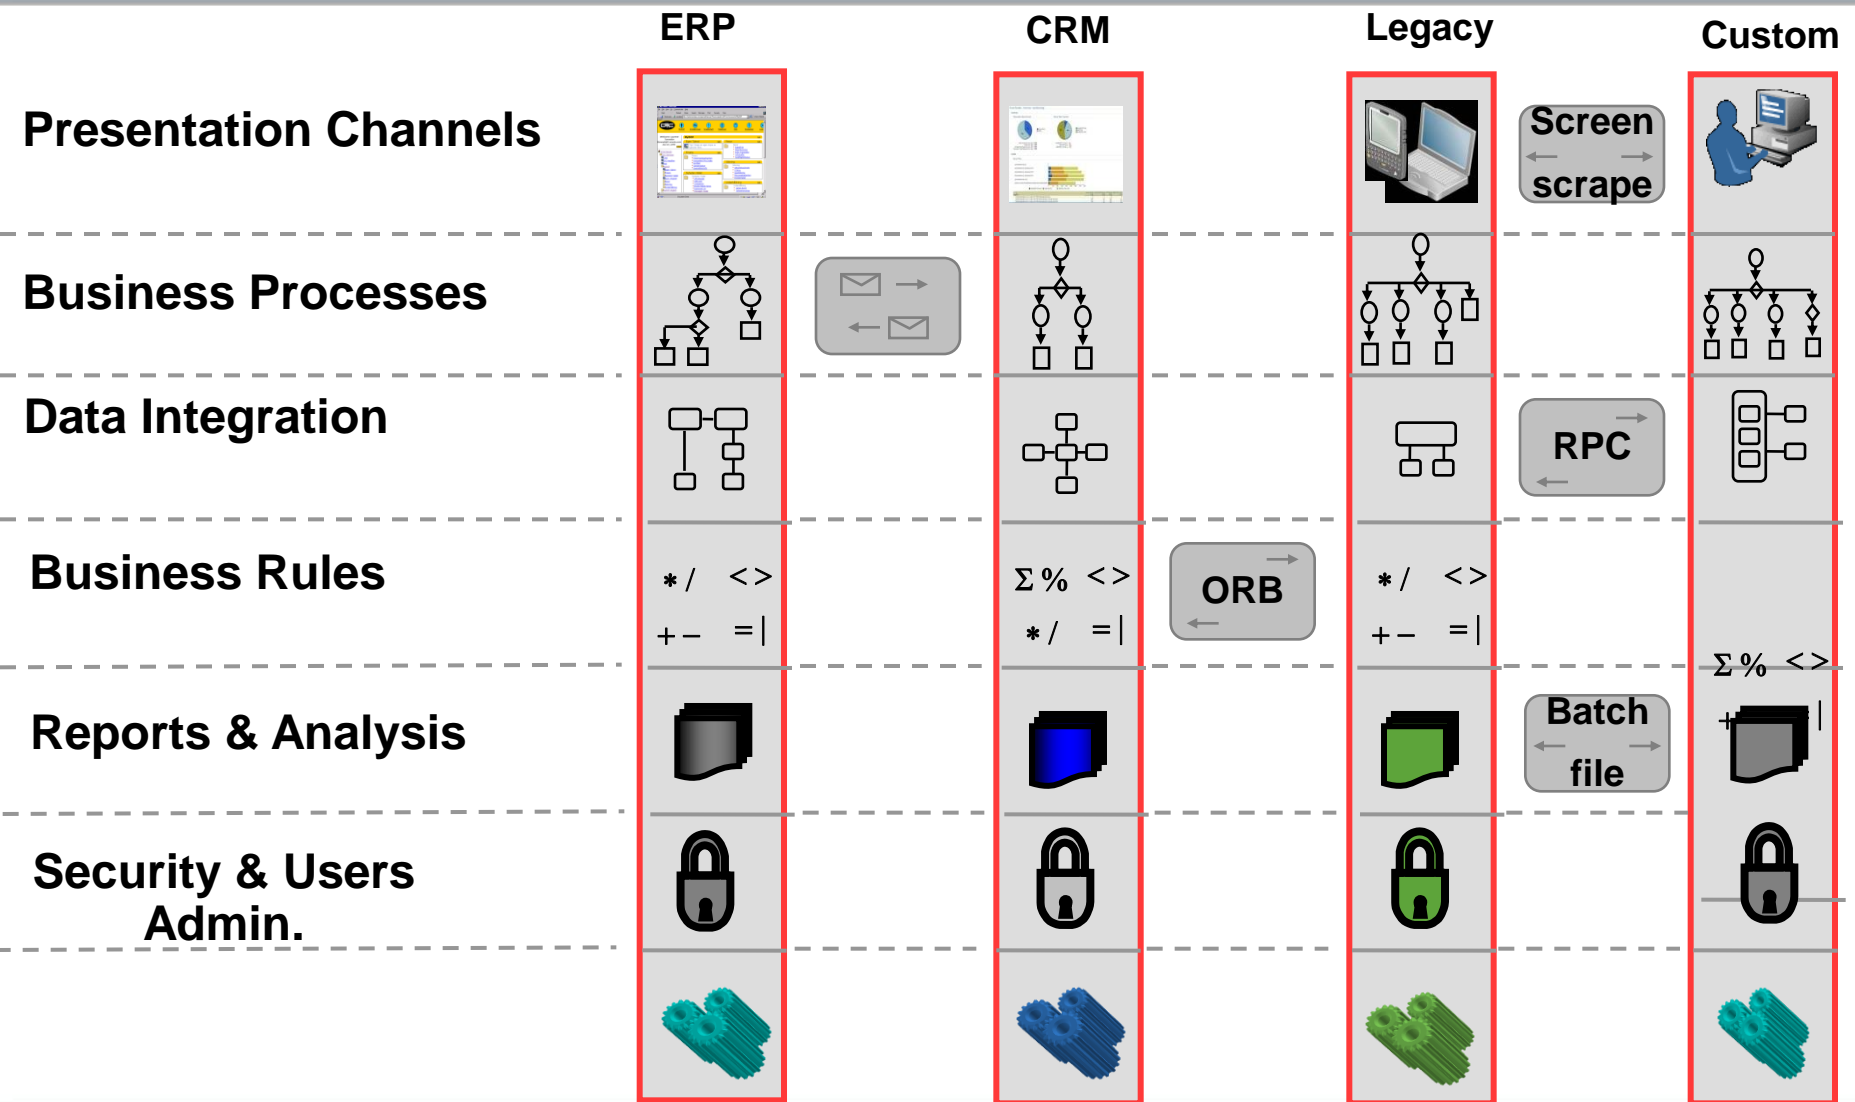 ERP
CRM
Legacy
Custom
Presentation Channels
Screen
scrape
Business Processes
Data Integration
RPC
Business Rules
* / < >
+ − = |
Σ % < >
* / = |
ORB
* / < >
+ − = |
Σ % < >
Reports & Analysis
Batch
file
Security & Users
Admin.